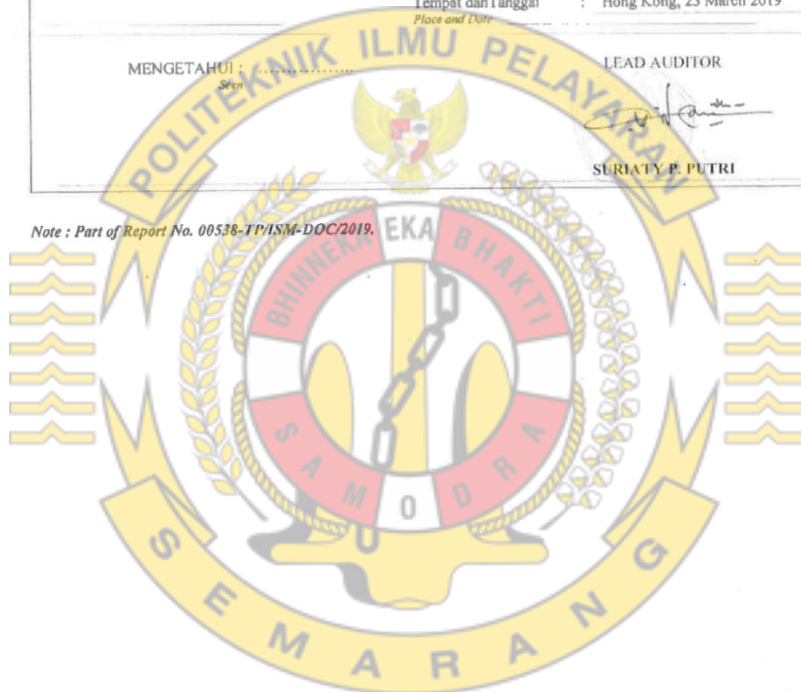 Tempat dan Tanggal : Hong Kong, 25 March 2019
Place and Date
MENGETAHUI : ................
Seen
LEAD AUDITOR
SURIATY P. PUTRI
Note : Part of Report No. 00538-TP/ISM-DOC/2019.
POLITEKNIK ILMU PELAYARAN
BHINNEKA EKA BHAKTI
SAMODRA
SEMARANG